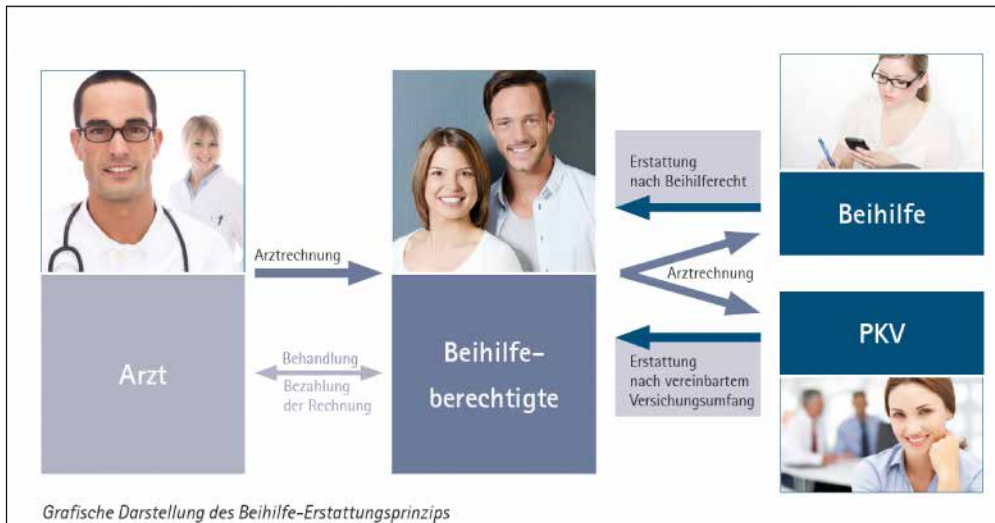 Arztrechnung
Arzt
Behandlung
Bezahlung
der Rechnung
Beihilfe-
berechtigte
Erstattung
nach Beihilferecht
Beihilfe
Arztrechnung
PKV
Erstattung
nach vereinbartem
Versichungsumfang
Grafische Darstellung des Beihilfe-Erstattungsprinzips